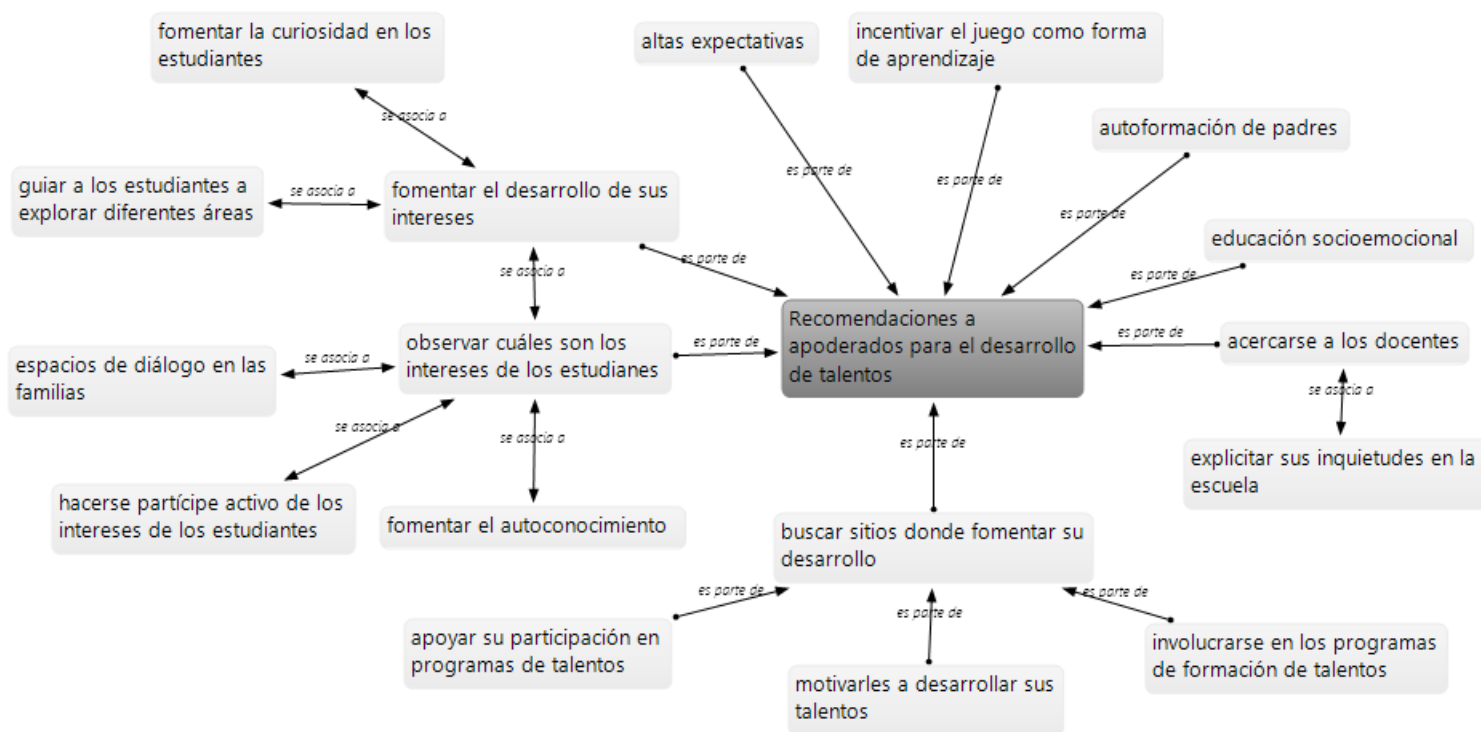 fomentar la curiosidad en los
estudiantes
altas expectativas
incentivar el juego como forma
de aprendizaje
se asocia a
autoformación de padres
es parte de
es parte de
guiar a los estudiantes a
explorar diferentes áreas
se asocia a
fomentar el desarrollo de sus
intereses
es parte de
educación socioemocional
es parte de
se asocia a
es parte de
Recomendaciones a
apoderados para el desarrollo
de talentos
es parte de
acercarse a los docentes
espacios de diálogo en las
familias
se asocia a
observar cuáles son los
intereses de los estudianes
es parte de
se asocia a
se asocia a
se asocia a
es parte de
explicitar sus inquietudes en la
escuela
hacerse partícipe activo de los
intereses de los estudiantes
fomentar el autoconocimiento
buscar sitios donde fomentar su
desarrollo
es parte de
es parte de
es parte de
apoyar su participación en
programas de talentos
motivarles a desarrollar sus
talentos
involucrarse en los programas
de formación de talentos